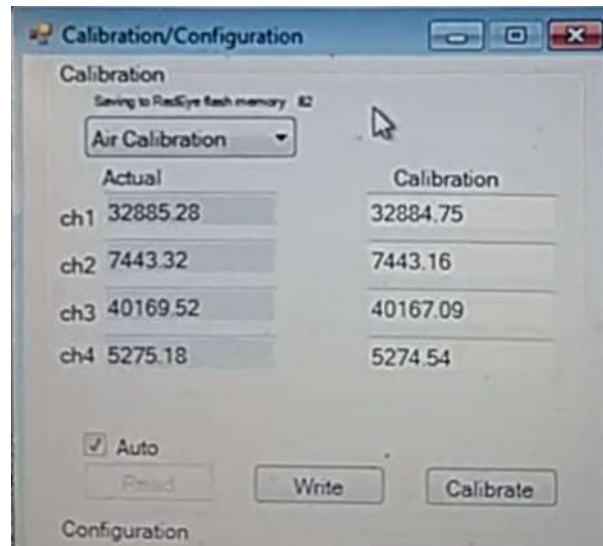 Calibration/Configuration
Calibration
Saving to RedEye flash memory 82
Air Calibration
Actual Calibration
ch1 32885.28 32884.75
ch2 7443.32 7443.16
ch3 40169.52 40167.09
ch4 5275.18 5274.54
Auto
Read Write Calibrate
Configuration